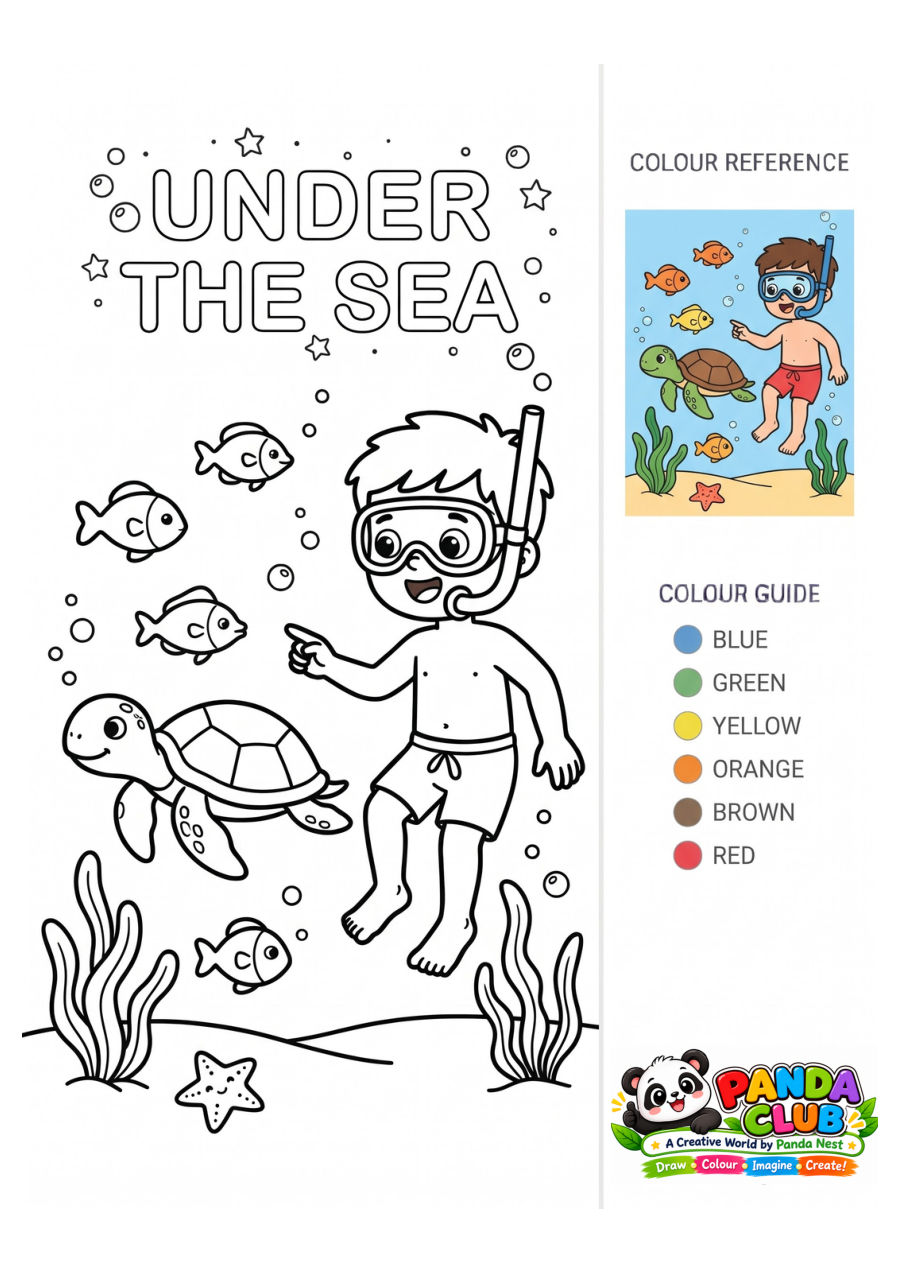 UNDER
THE SEA
COLOUR REFERENCE
COLOUR GUIDE
BLUE
GREEN
YELLOW
ORANGE
BROWN
RED
PANDA
CLUB
A Creative World by Panda Nest
Draw • Colour • Imagine • Create!